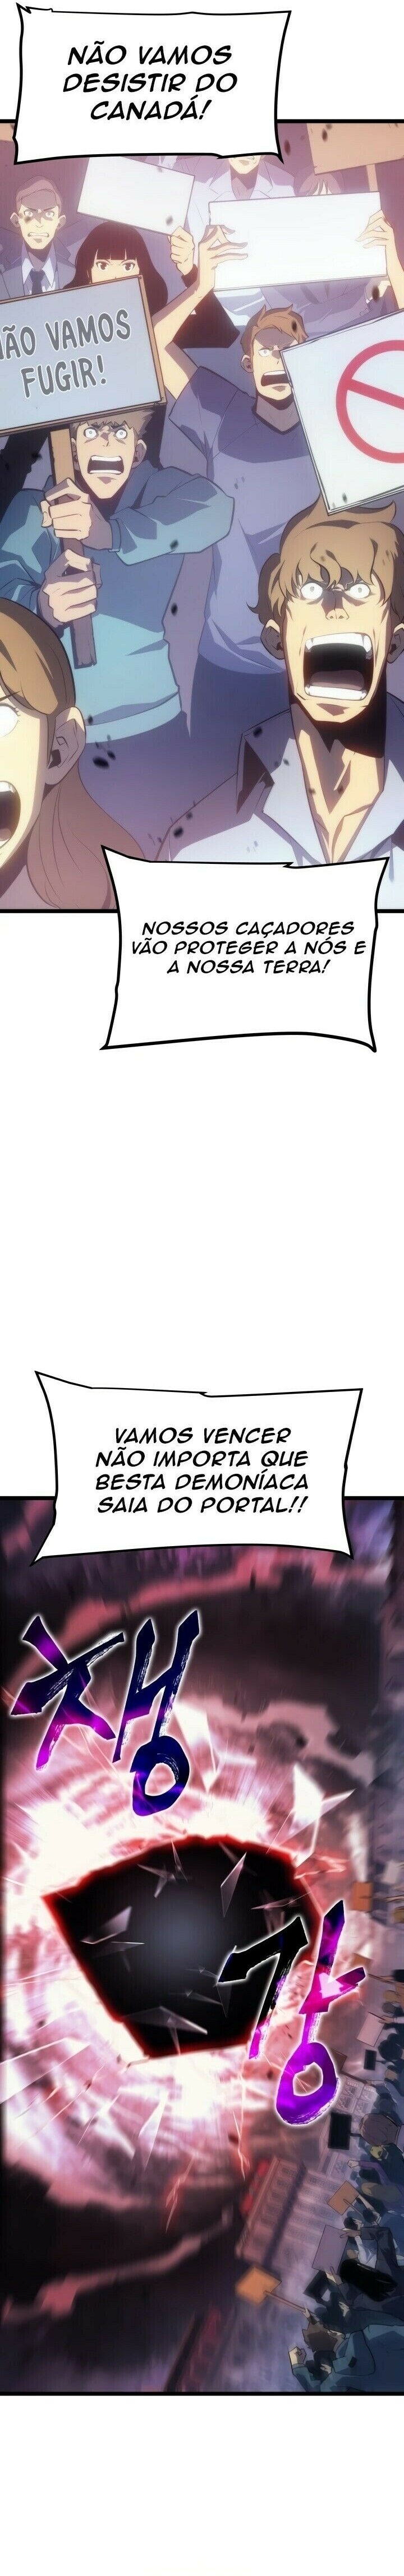 NÃO VAMOS
DESISTIR DO
CANADÁ!
NÃO VAMOS
FUGIR!
NOSSOS CAÇADORES
VÃO PROTEGER A NÓS E
A NOSSA TERRA!
VAMOS VENCER
NÃO IMPORTA QUE
BESTA DEMONÍACA
SAIA DO PORTAL!!
쟁
강